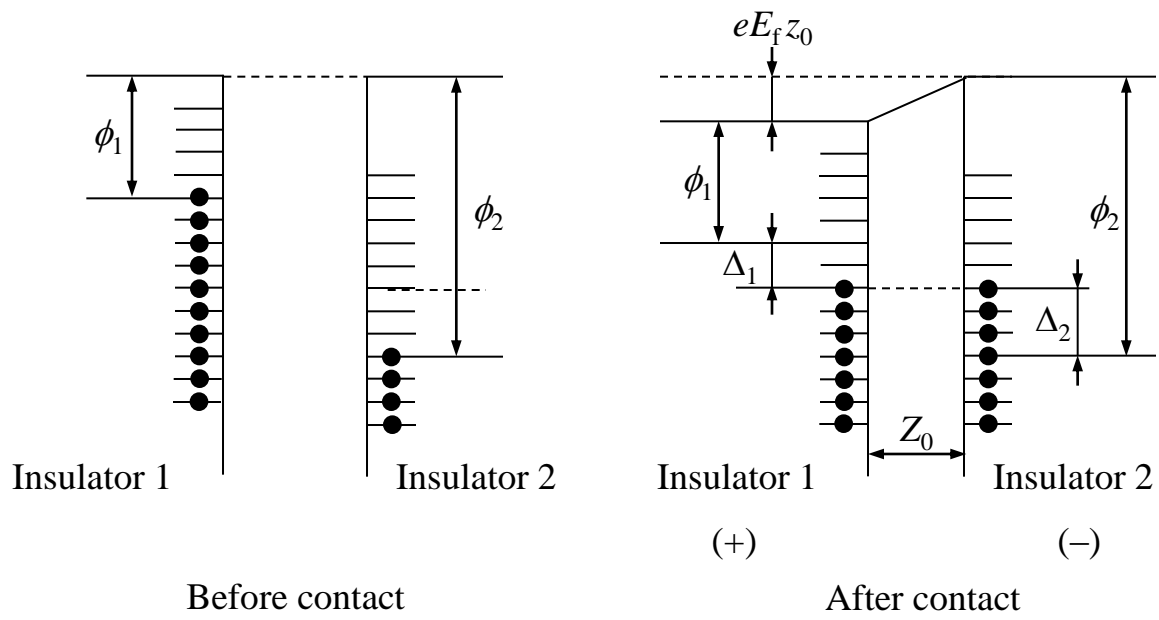 eE_f z_0
ϕ_1
ϕ_2
ϕ_1
Δ_1
ϕ_2
Δ_2
Z_0
Insulator 1
Insulator 2
Insulator 1
Insulator 2
(+)
(–)
Before contact
After contact